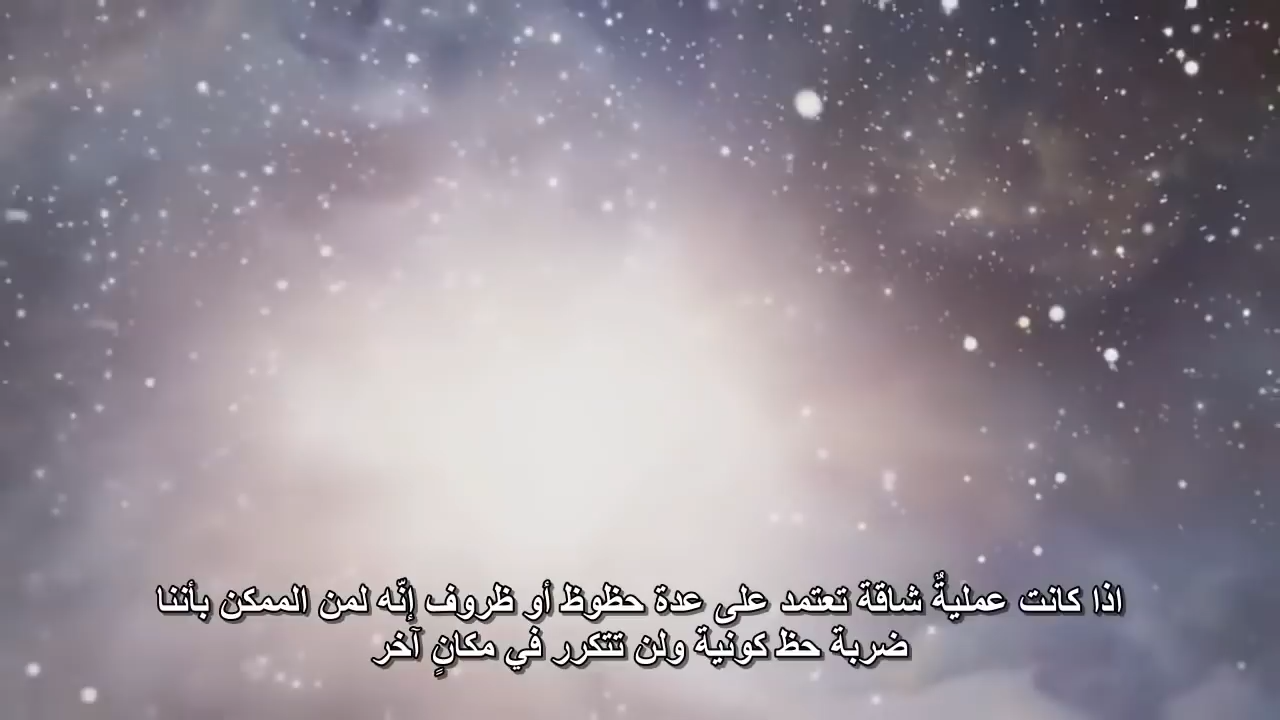 اذا كانت عمليةٌ شاقة تعتمد على عدة حظوظ أو ظروف إنّه لمن الممكن بأننا
ضربة حظ كونية ولن تتكرر في مكانٍ آخر